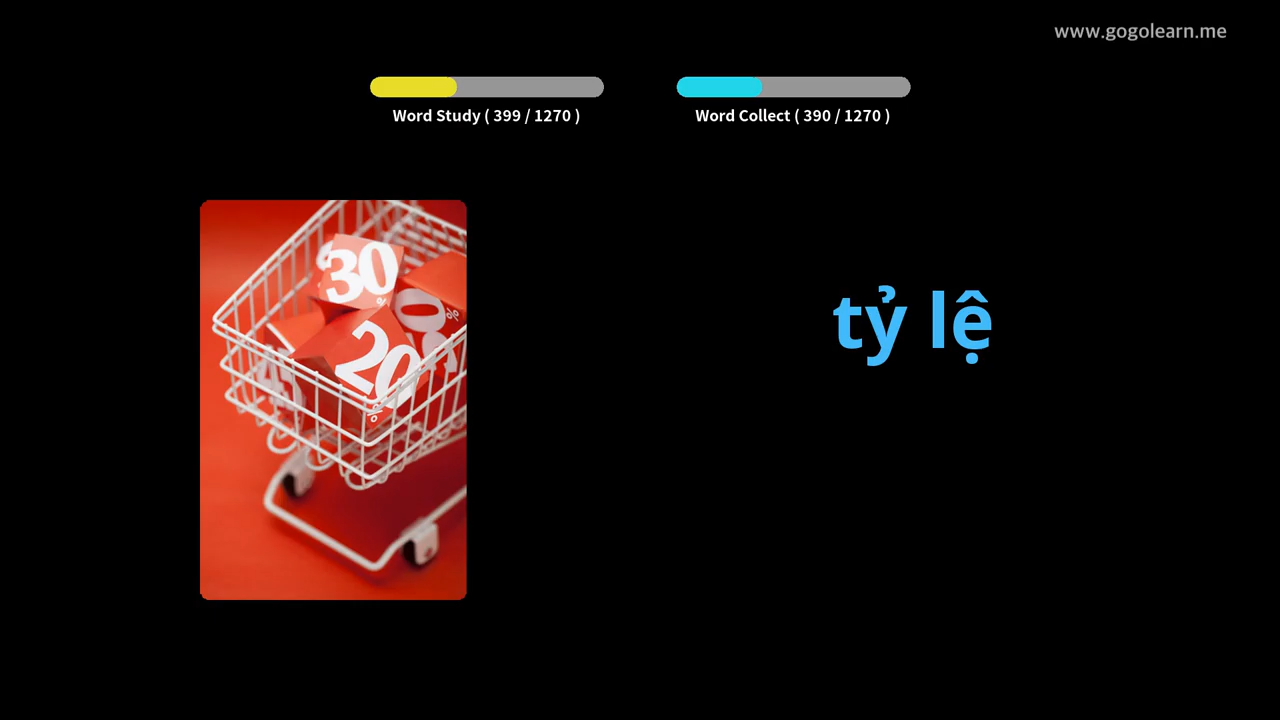 www.gogolearn.me
Word Study ( 399 / 1270 )
Word Collect ( 390 / 1270 )
30
%
20
%
tỷ lệ